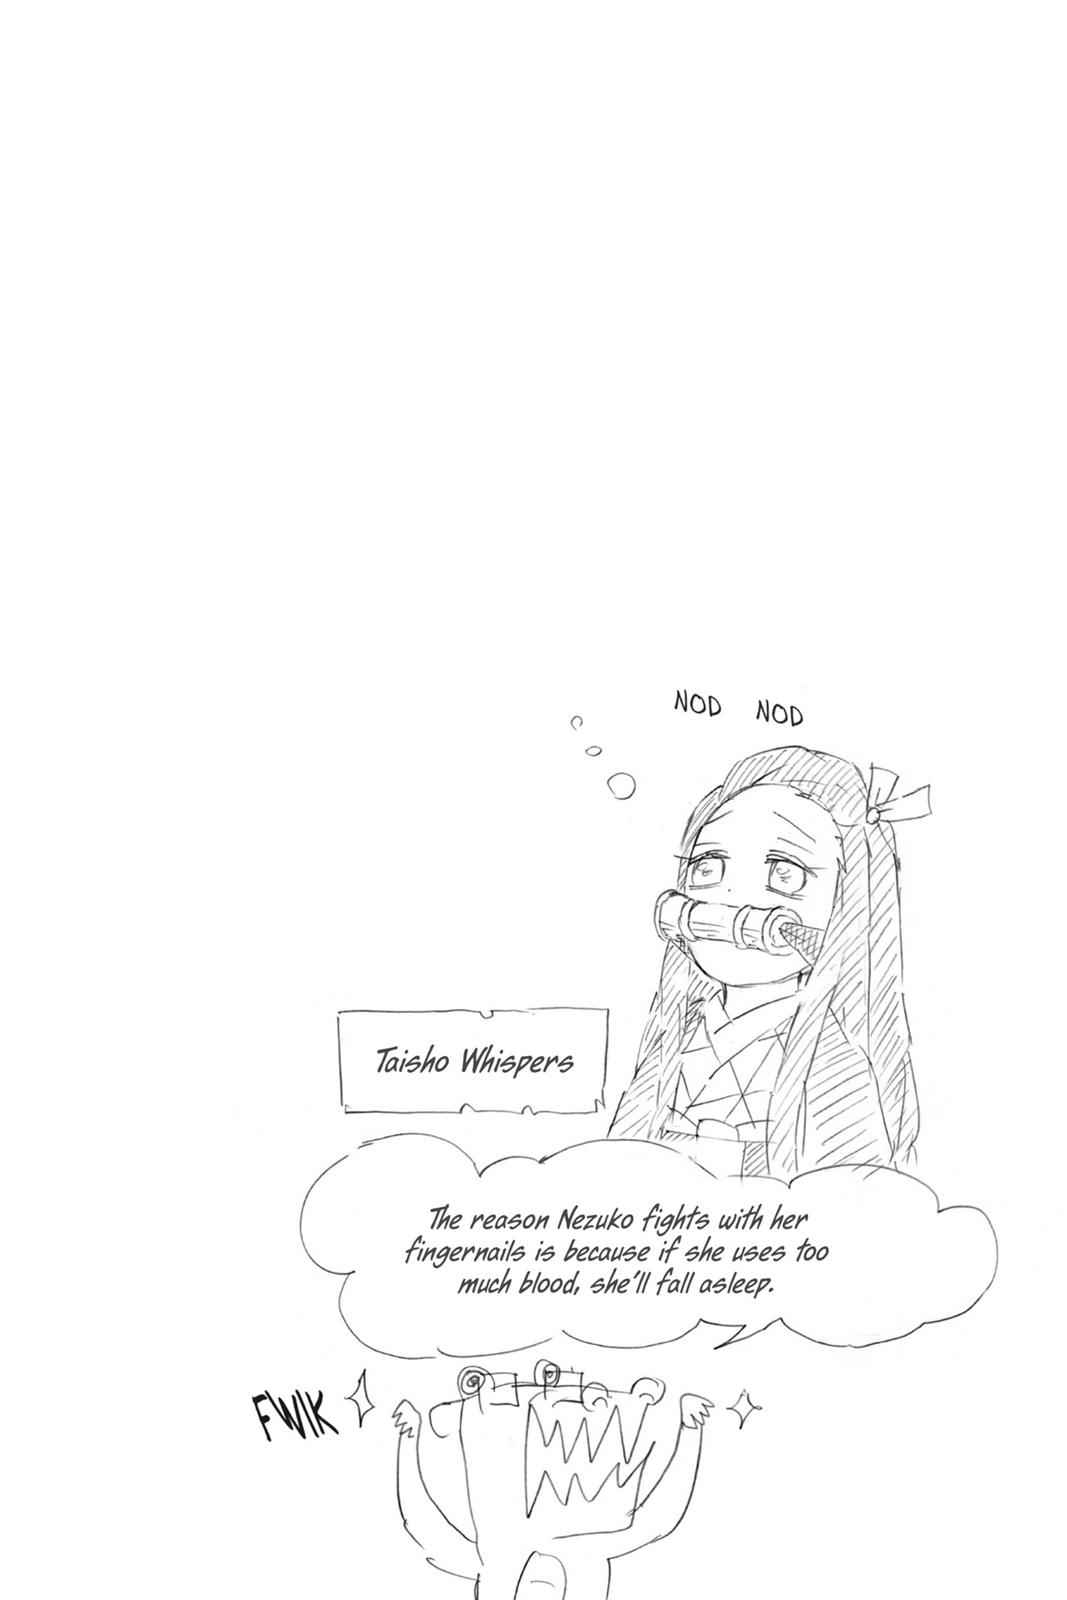 NOD NOD
Taisho Whispers
The reason Nezuko fights with her
fingernails is because if she uses too
much blood, she'll fall asleep.
FWIK